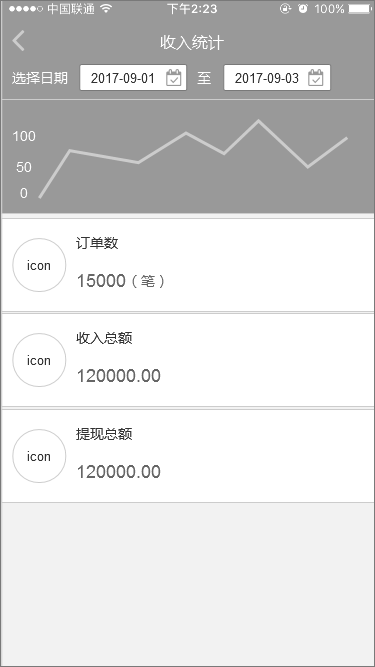 中国联通 下午2:23 100%
收入统计
选择日期 2017-09-01 至 2017-09-03
100
50
0
订单数
icon
15000（笔）
收入总额
icon
120000.00
提现总额
icon
120000.00